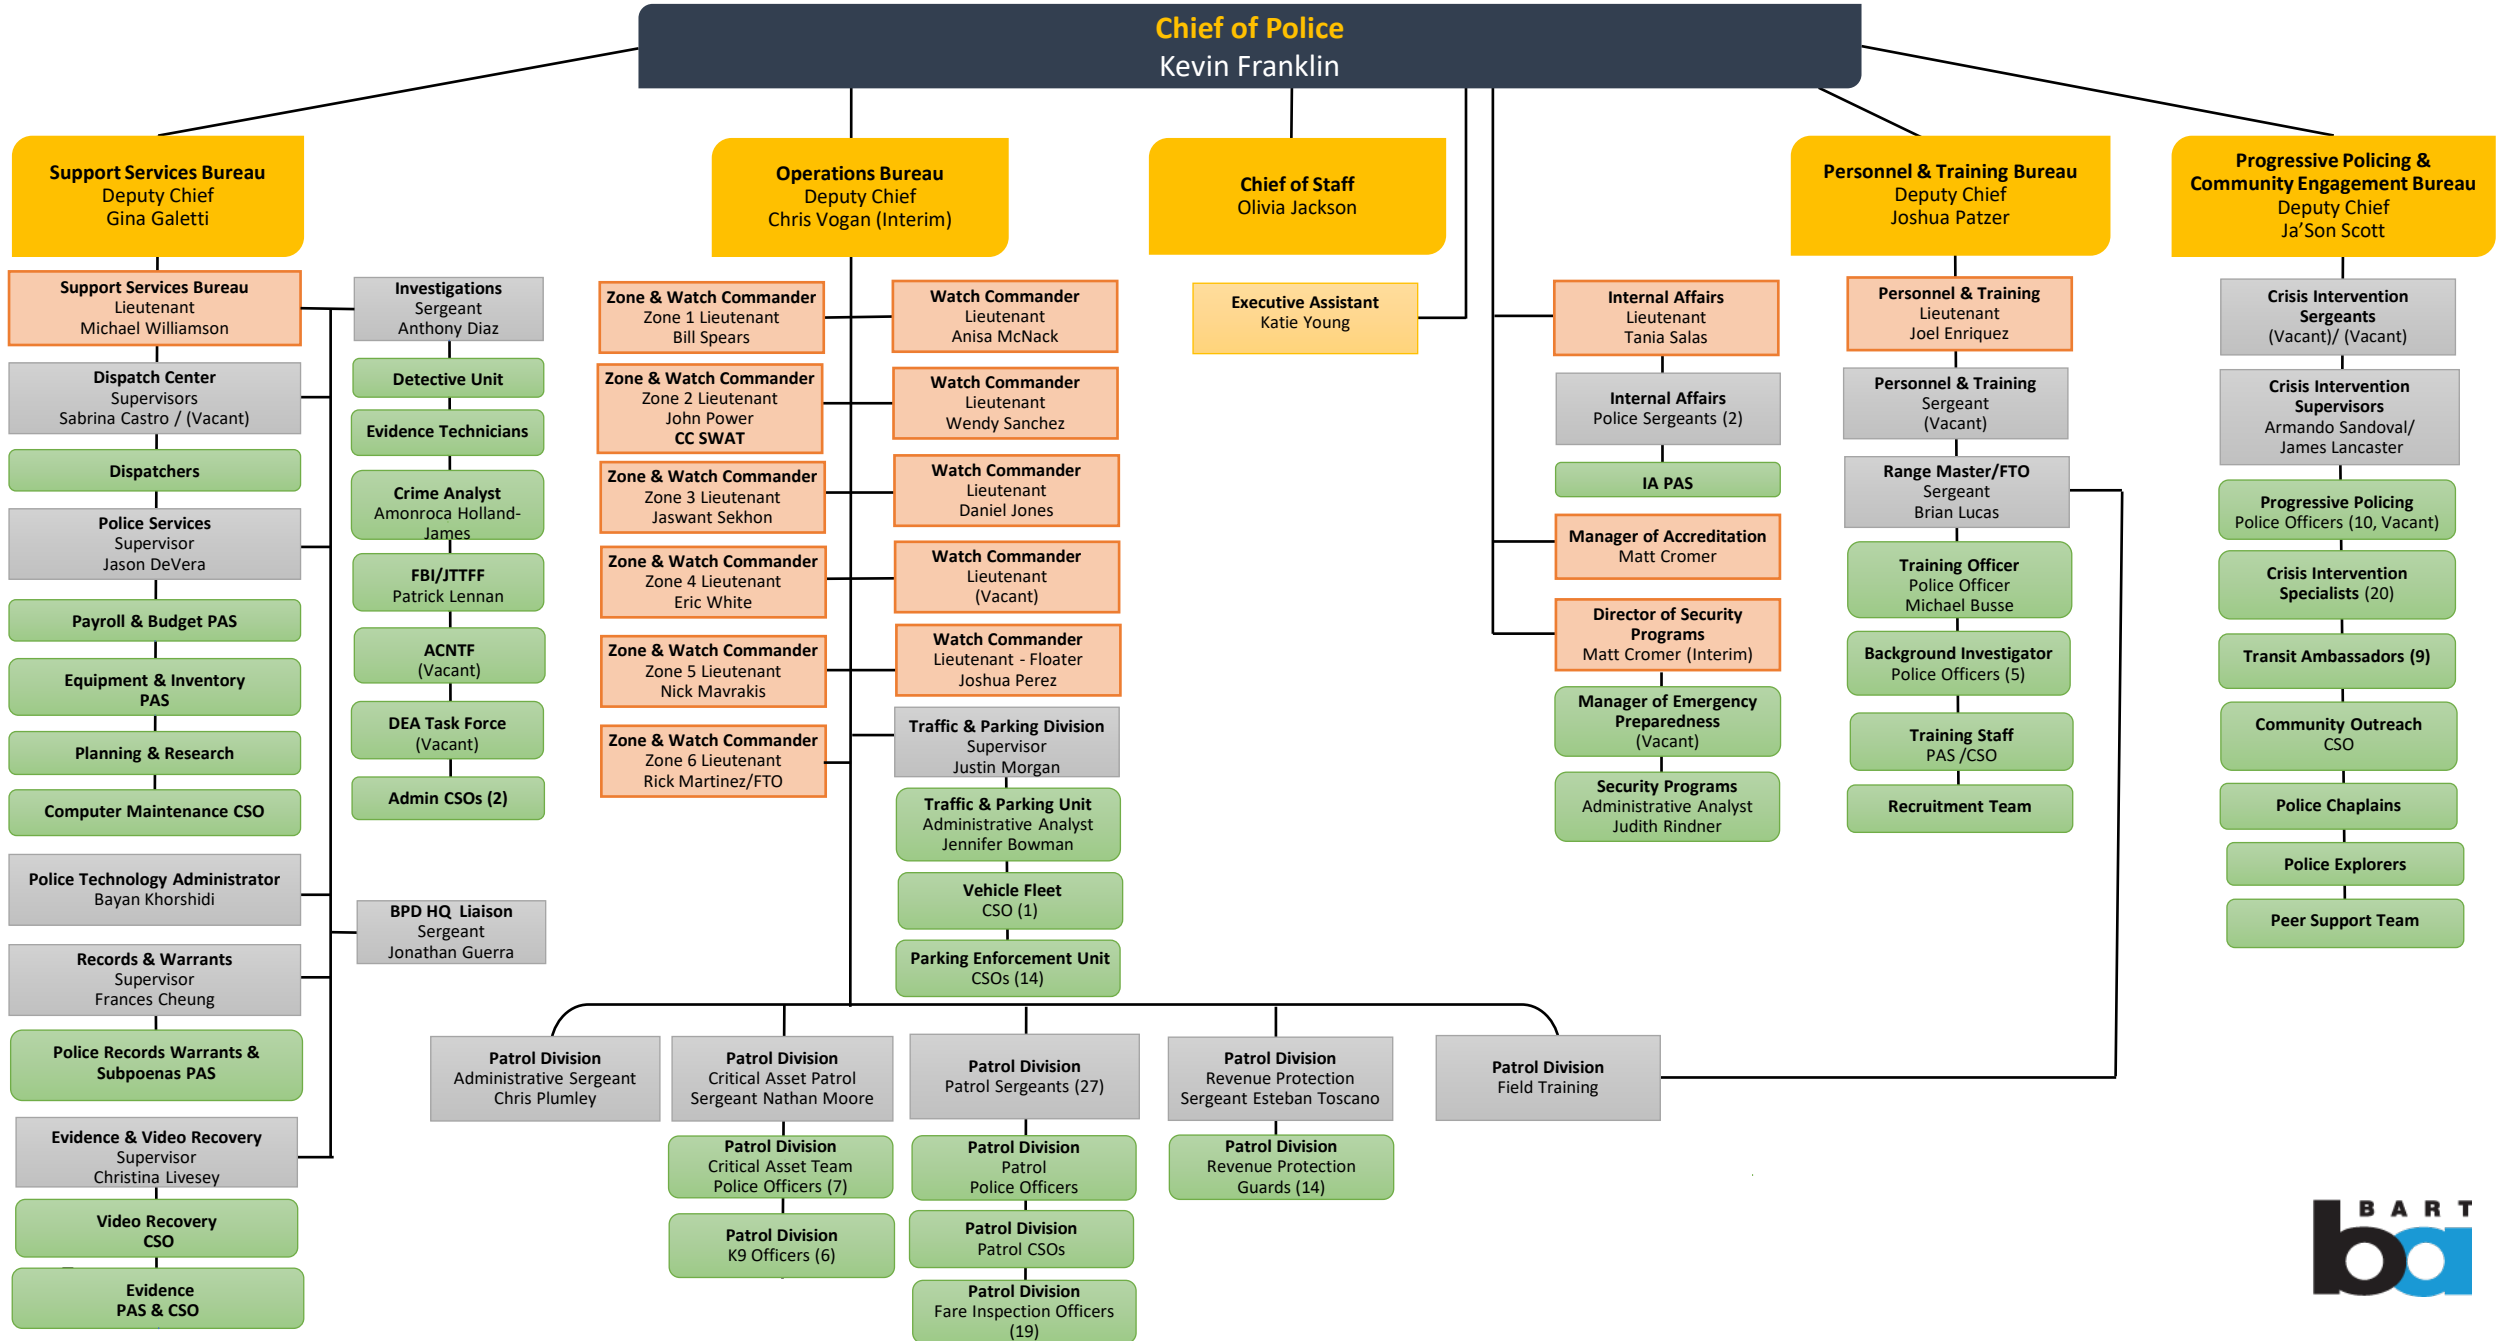 Chief of Police
Kevin Franklin
Support Services Bureau
Deputy Chief
Gina Galetti
Operations Bureau
Deputy Chief
Chris Vogan (Interim)
Chief of Staff
Olivia Jackson
Personnel & Training Bureau
Deputy Chief
Joshua Patzer
Progressive Policing &
Community Engagement Bureau
Deputy Chief
Ja’Son Scott
Support Services Bureau
Lieutenant
Michael Williamson
Dispatch Center
Supervisors
Sabrina Castro / (Vacant)
Dispatchers
Police Services
Supervisor
Jason DeVera
Payroll & Budget PAS
Equipment & Inventory
PAS
Planning & Research
Computer Maintenance CSO
Police Technology Administrator
Bayan Khorshidi
Records & Warrants
Supervisor
Frances Cheung
Police Records Warrants &
Subpoenas PAS
Evidence & Video Recovery
Supervisor
Christina Livesey
Video Recovery
CSO
Evidence
PAS & CSO
Investigations
Sergeant
Anthony Diaz
Detective Unit
Evidence Technicians
Crime Analyst
Amonroca Holland-
James
FBI/JTTFF
Patrick Lennan
ACNTF
(Vacant)
DEA Task Force
(Vacant)
Admin CSOs (2)
BPD HQ  Liaison
Sergeant
Jonathan Guerra
Zone & Watch Commander
Zone 1 Lieutenant
Bill Spears
Zone & Watch Commander
Zone 2 Lieutenant
John Power
CC SWAT
Zone & Watch Commander
Zone 3 Lieutenant
Jaswant Sekhon
Zone & Watch Commander
Zone 4 Lieutenant
Eric White
Zone & Watch Commander
Zone 5 Lieutenant
Nick Mavrakis
Zone & Watch Commander
Zone 6 Lieutenant
Rick Martinez/FTO
Watch Commander
Lieutenant
Anisa McNack
Watch Commander
Lieutenant
Wendy Sanchez
Watch Commander
Lieutenant
Daniel Jones
Watch Commander
Lieutenant
(Vacant)
Watch Commander
Lieutenant - Floater
Joshua Perez
Traffic & Parking Division
Supervisor
Justin Morgan
Traffic & Parking Unit
Administrative Analyst
Jennifer Bowman
Vehicle Fleet
CSO (1)
Parking Enforcement Unit
CSOs (14)
Patrol Division
Administrative Sergeant
Chris Plumley
Patrol Division
Critical Asset Patrol
Sergeant Nathan Moore
Patrol Division
Critical Asset Team
Police Officers (7)
Patrol Division
K9 Officers (6)
Patrol Division
Patrol Sergeants (27)
Patrol Division
Patrol
Police Officers
Patrol Division
Patrol CSOs
Patrol Division
Fare Inspection Officers
(19)
Patrol Division
Revenue Protection
Sergeant Esteban Toscano
Patrol Division
Revenue Protection
Guards (14)
Patrol Division
Field Training
Executive Assistant
Katie Young
Internal Affairs
Lieutenant
Tania Salas
Internal Affairs
Police Sergeants (2)
IA PAS
Manager of Accreditation
Matt Cromer
Director of Security
Programs
Matt Cromer (Interim)
Manager of Emergency
Preparedness
(Vacant)
Security Programs
Administrative Analyst
Judith Rindner
Personnel & Training
Lieutenant
Joel Enriquez
Personnel & Training
Sergeant
(Vacant)
Range Master/FTO
Sergeant
Brian Lucas
Training Officer
Police Officer
Michael Busse
Background Investigator
Police Officers (5)
Training Staff
PAS /CSO
Recruitment Team
Crisis Intervention
Sergeants
(Vacant)/ (Vacant)
Crisis Intervention
Supervisors
Armando Sandoval/
James Lancaster
Progressive Policing
Police Officers (10, Vacant)
Crisis Intervention
Specialists (20)
Transit Ambassadors (9)
Community Outreach
CSO
Police Chaplains
Police Explorers
Peer Support Team
BART
ba